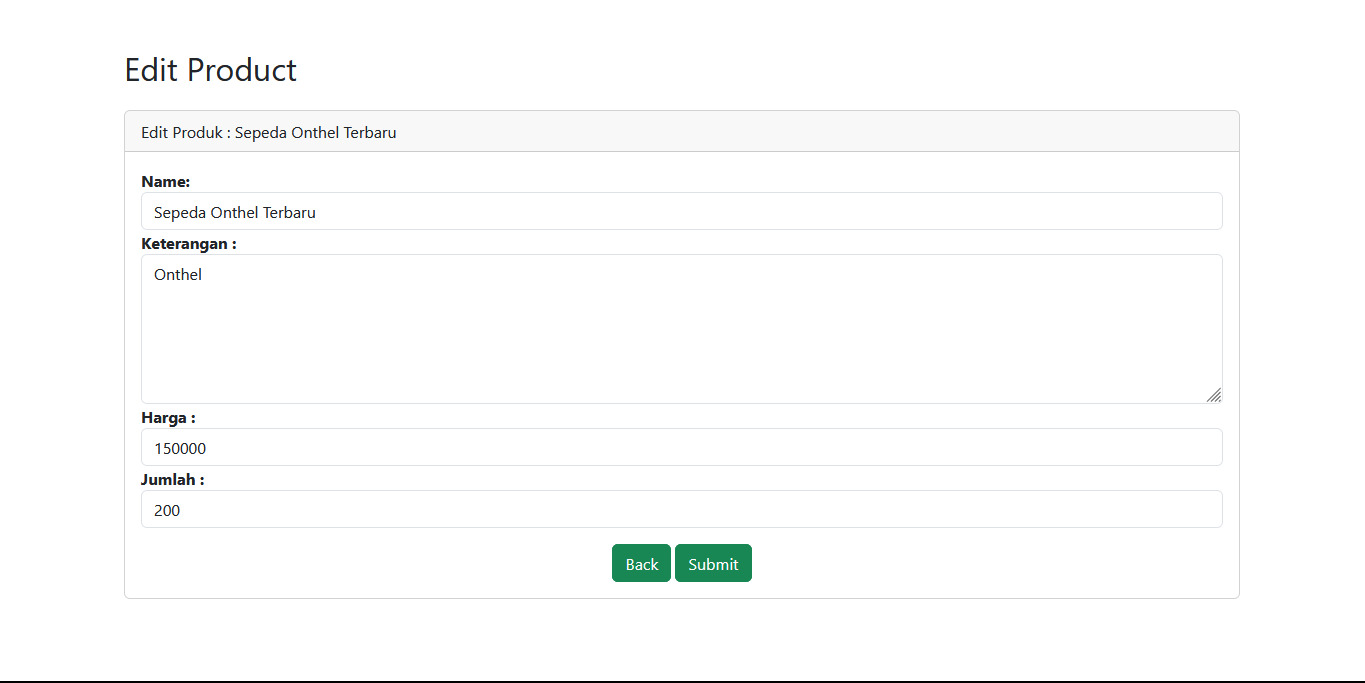 Edit Product
Edit Produk : Sepeda Onthel Terbaru
Name:
Sepeda Onthel Terbaru
Keterangan :
Onthel
Harga :
150000
Jumlah :
200
Back Submit